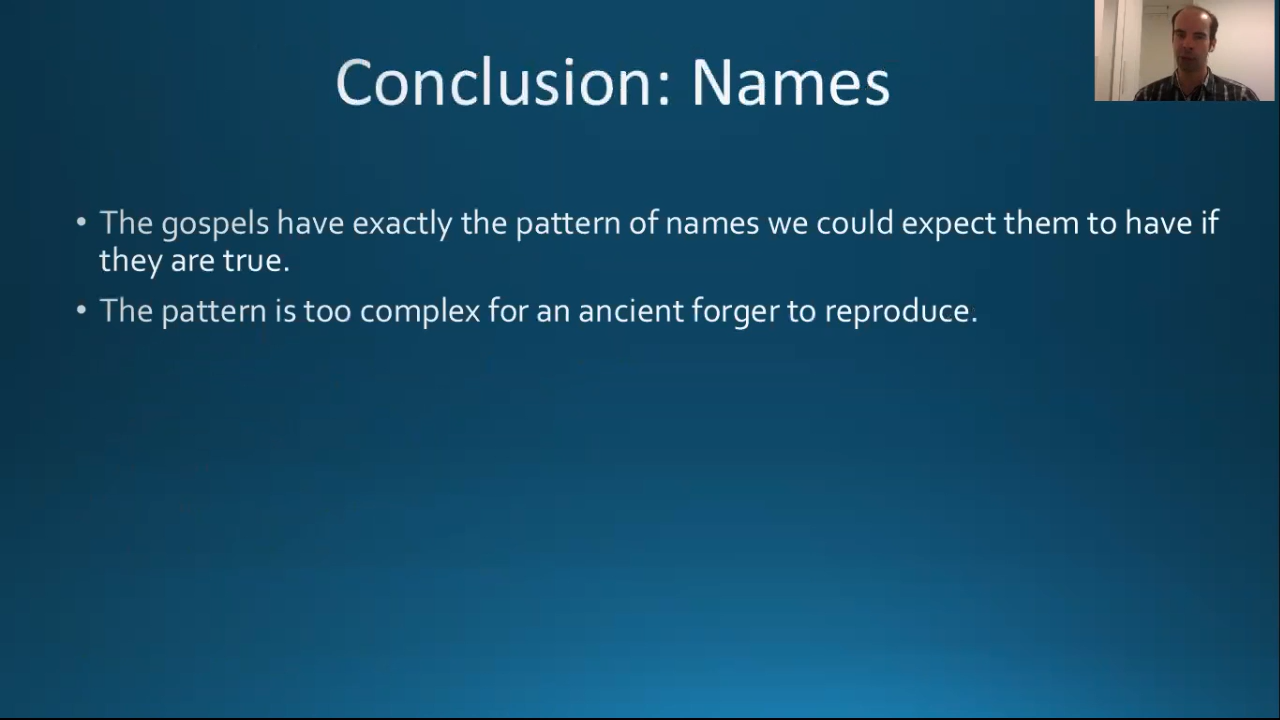 Conclusion: Names
• The gospels have exactly the pattern of names we could expect them to have if
they are true.
• The pattern is too complex for an ancient forger to reproduce.